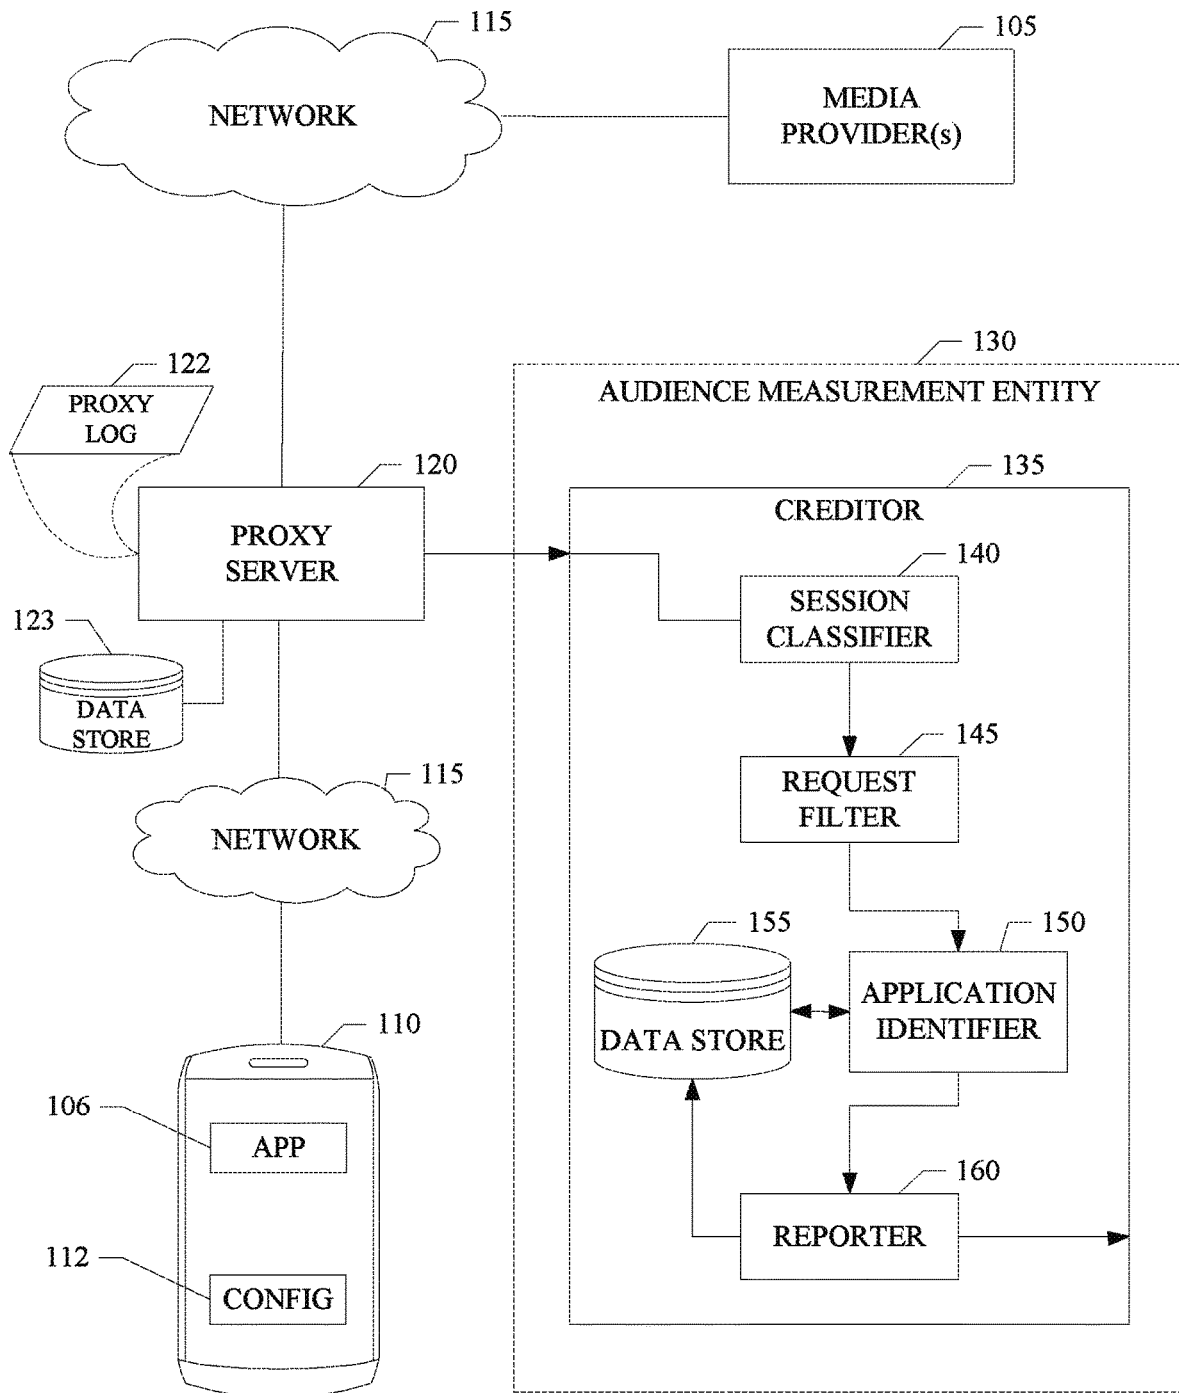 115
NETWORK
105
MEDIA
PROVIDER(s)
122
PROXY
LOG
120
PROXY
SERVER
123
DATA
STORE
115
NETWORK
110
106
APP
112
CONFIG
130
AUDIENCE MEASUREMENT ENTITY
135
CREDITOR
140
SESSION
CLASSIFIER
145
REQUEST
FILTER
155
DATA STORE
150
APPLICATION
IDENTIFIER
160
REPORTER